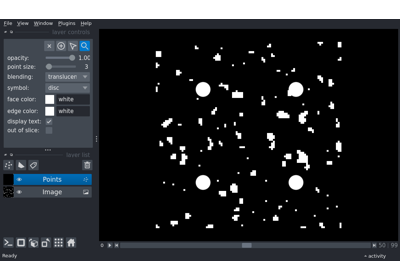 File View Window Plugins Help
layer controls
opacity: 1.00
point size: 3
blending: translucen
symbol: disc
face color: white
edge color: white
display text:
out of slice:
layer list
Points
Image
0 50 99
Ready activity